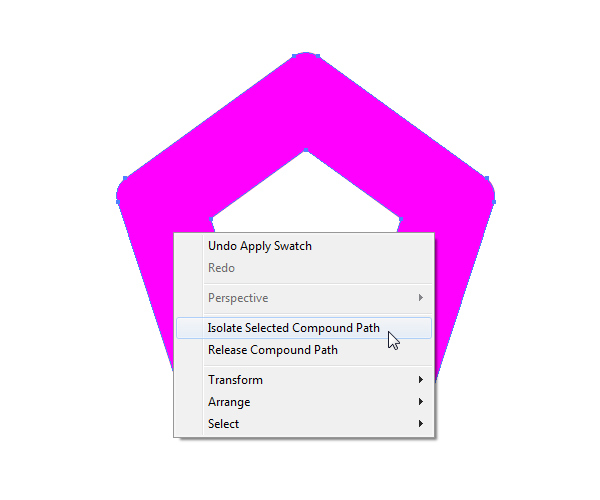 Undo Apply Swatch
Redo
Perspective
Isolate Selected Compound Path
Release Compound Path
Transform
Arrange
Select